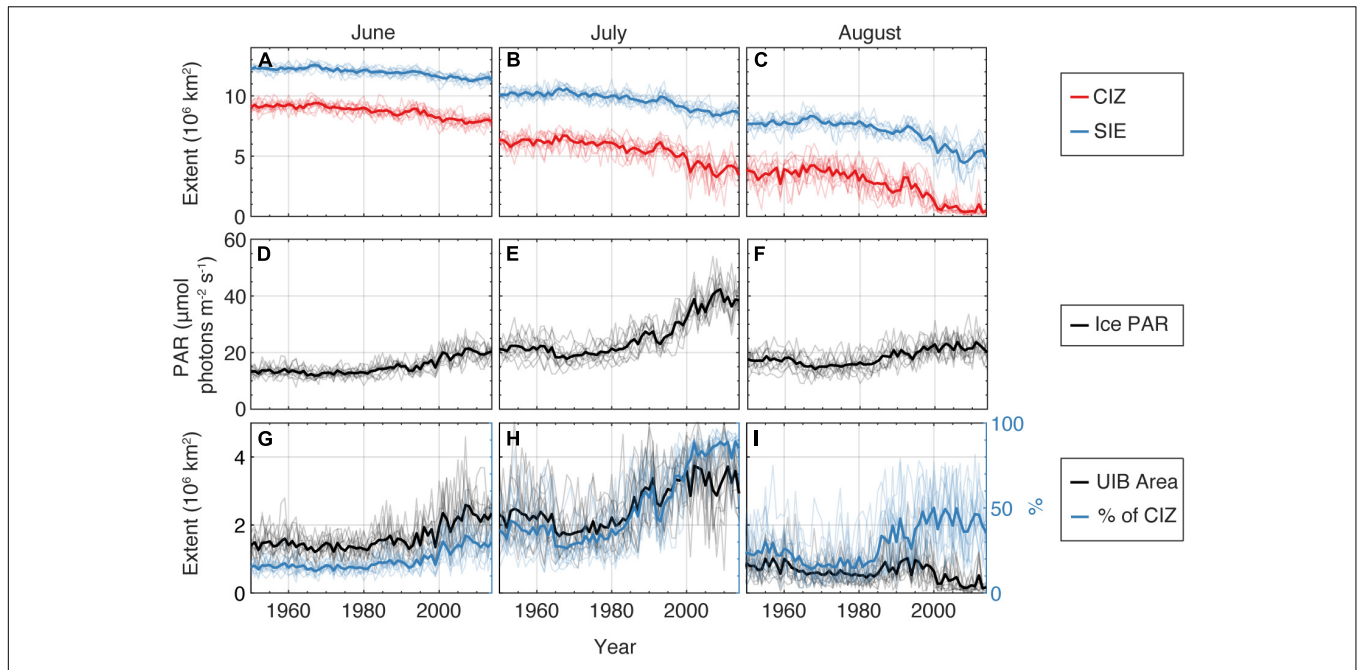 June July August
A B C
Extent (10⁶ km²)
10
5
0
CIZ
SIE
D E F
PAR (μmol
photons m⁻² s⁻¹)
60
40
20
0
Ice PAR
G H I
Extent (10⁶ km²)
4
2
0
100
50
0
%
UIB Area
% of CIZ
1960 1980 2000 1960 1980 2000 1960 1980 2000
Year